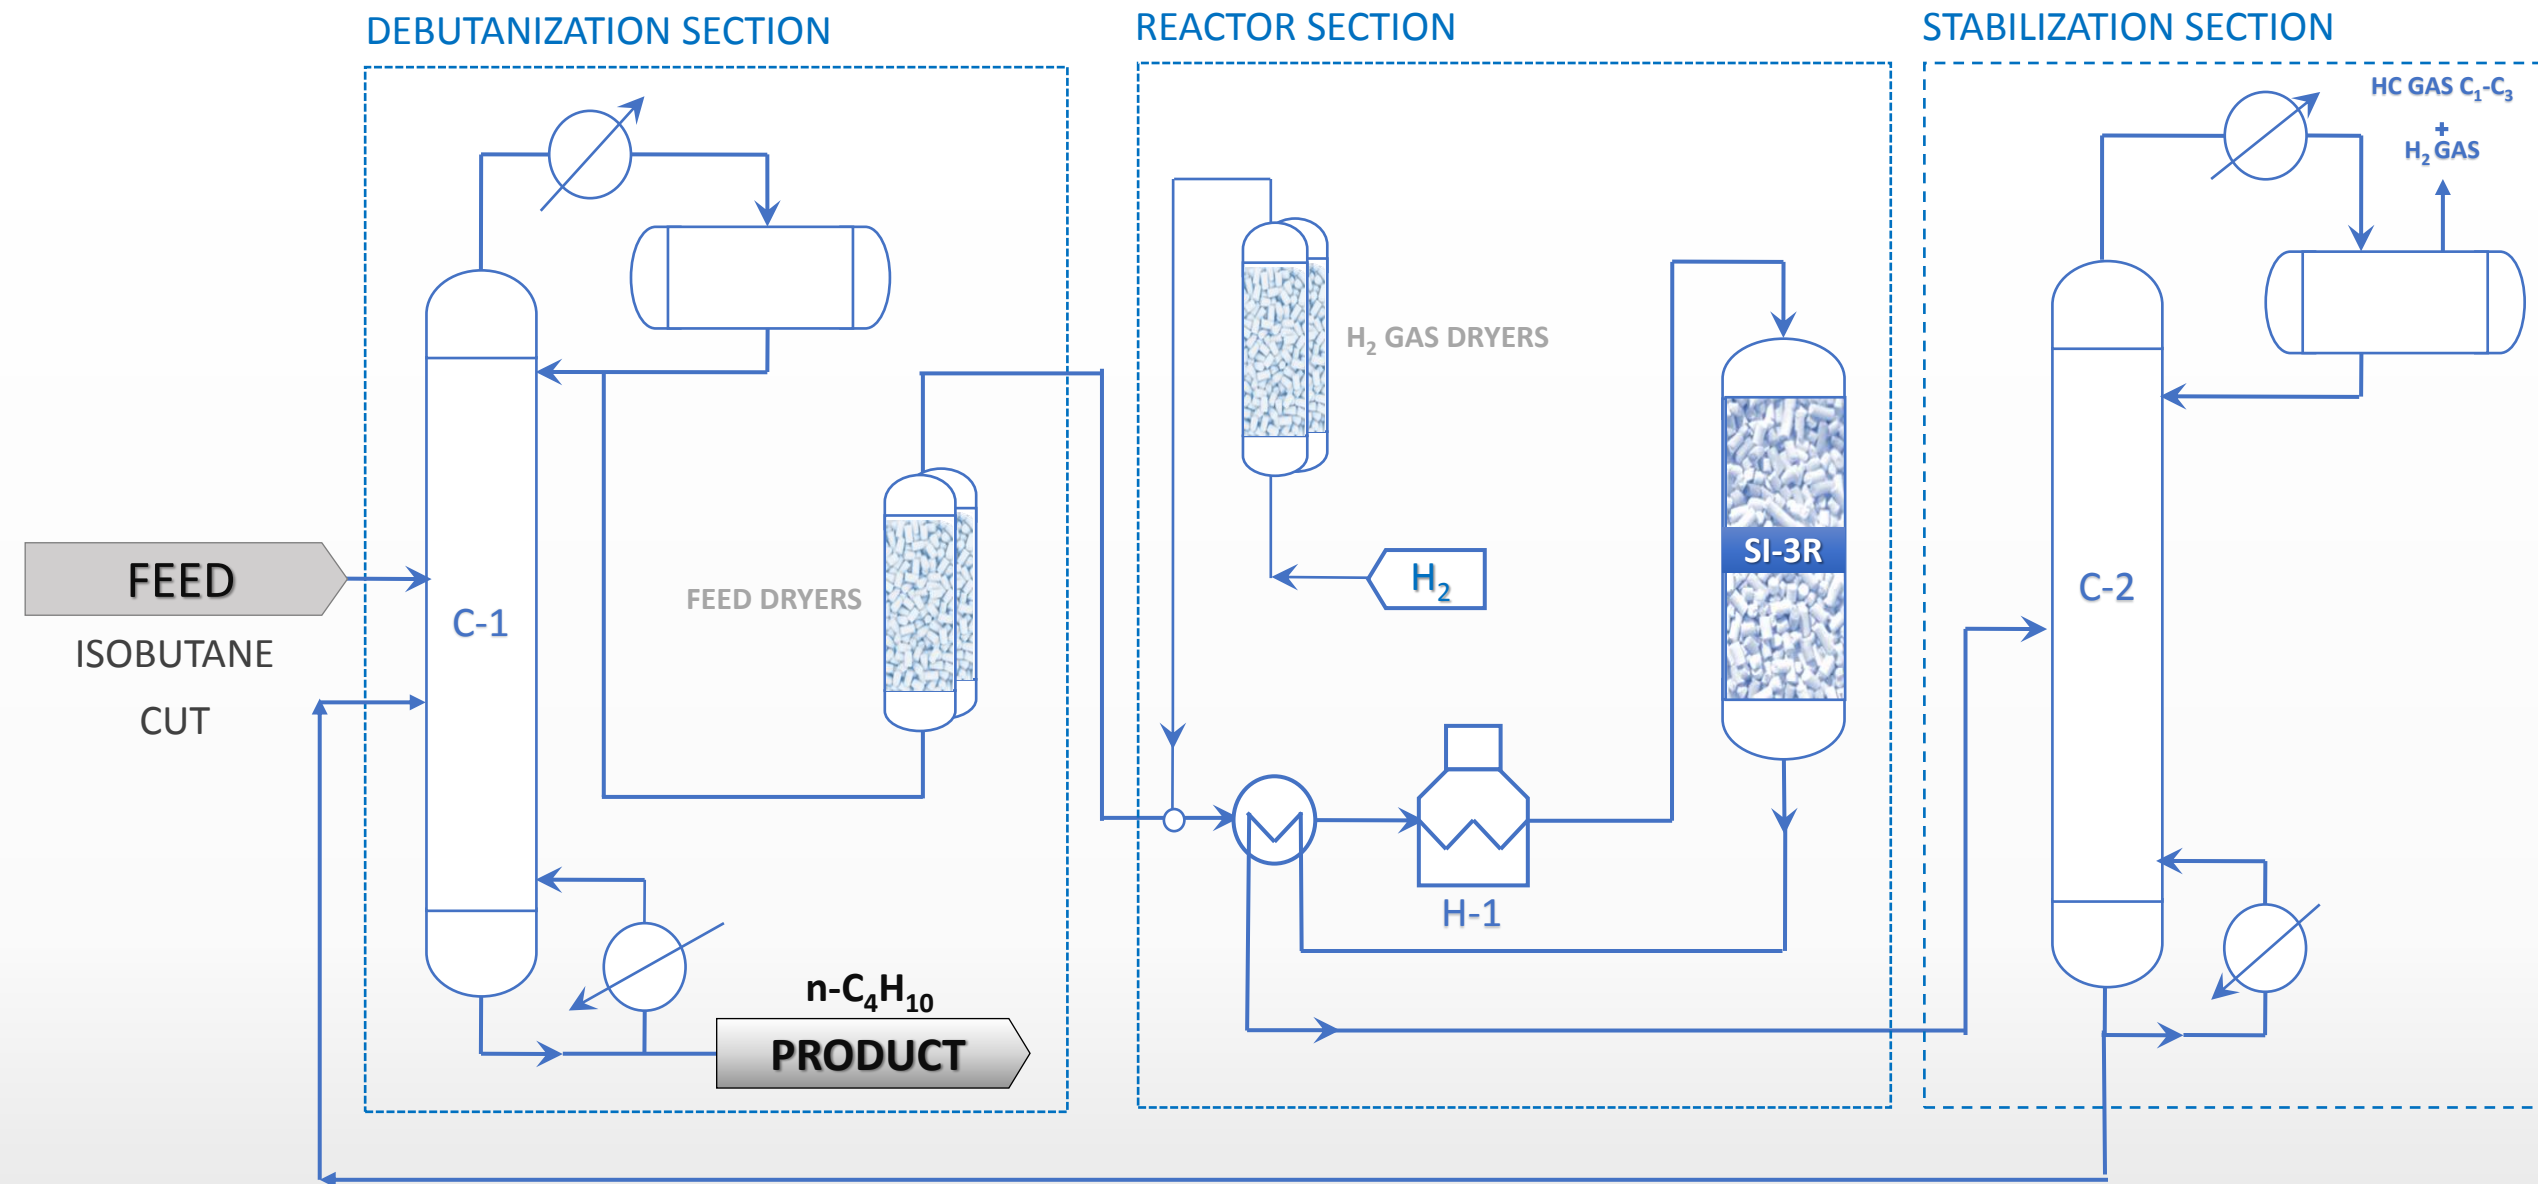 DEBUTANIZATION SECTION
REACTOR SECTION
STABILIZATION SECTION
HC GAS C₁-C₃
+
H₂ GAS
H₂ GAS DRYERS
SI-3R
FEED
H₂
C-2
FEED DRYERS
C-1
ISOBUTANE
CUT
H-1
n-C₄H₁₀
PRODUCT